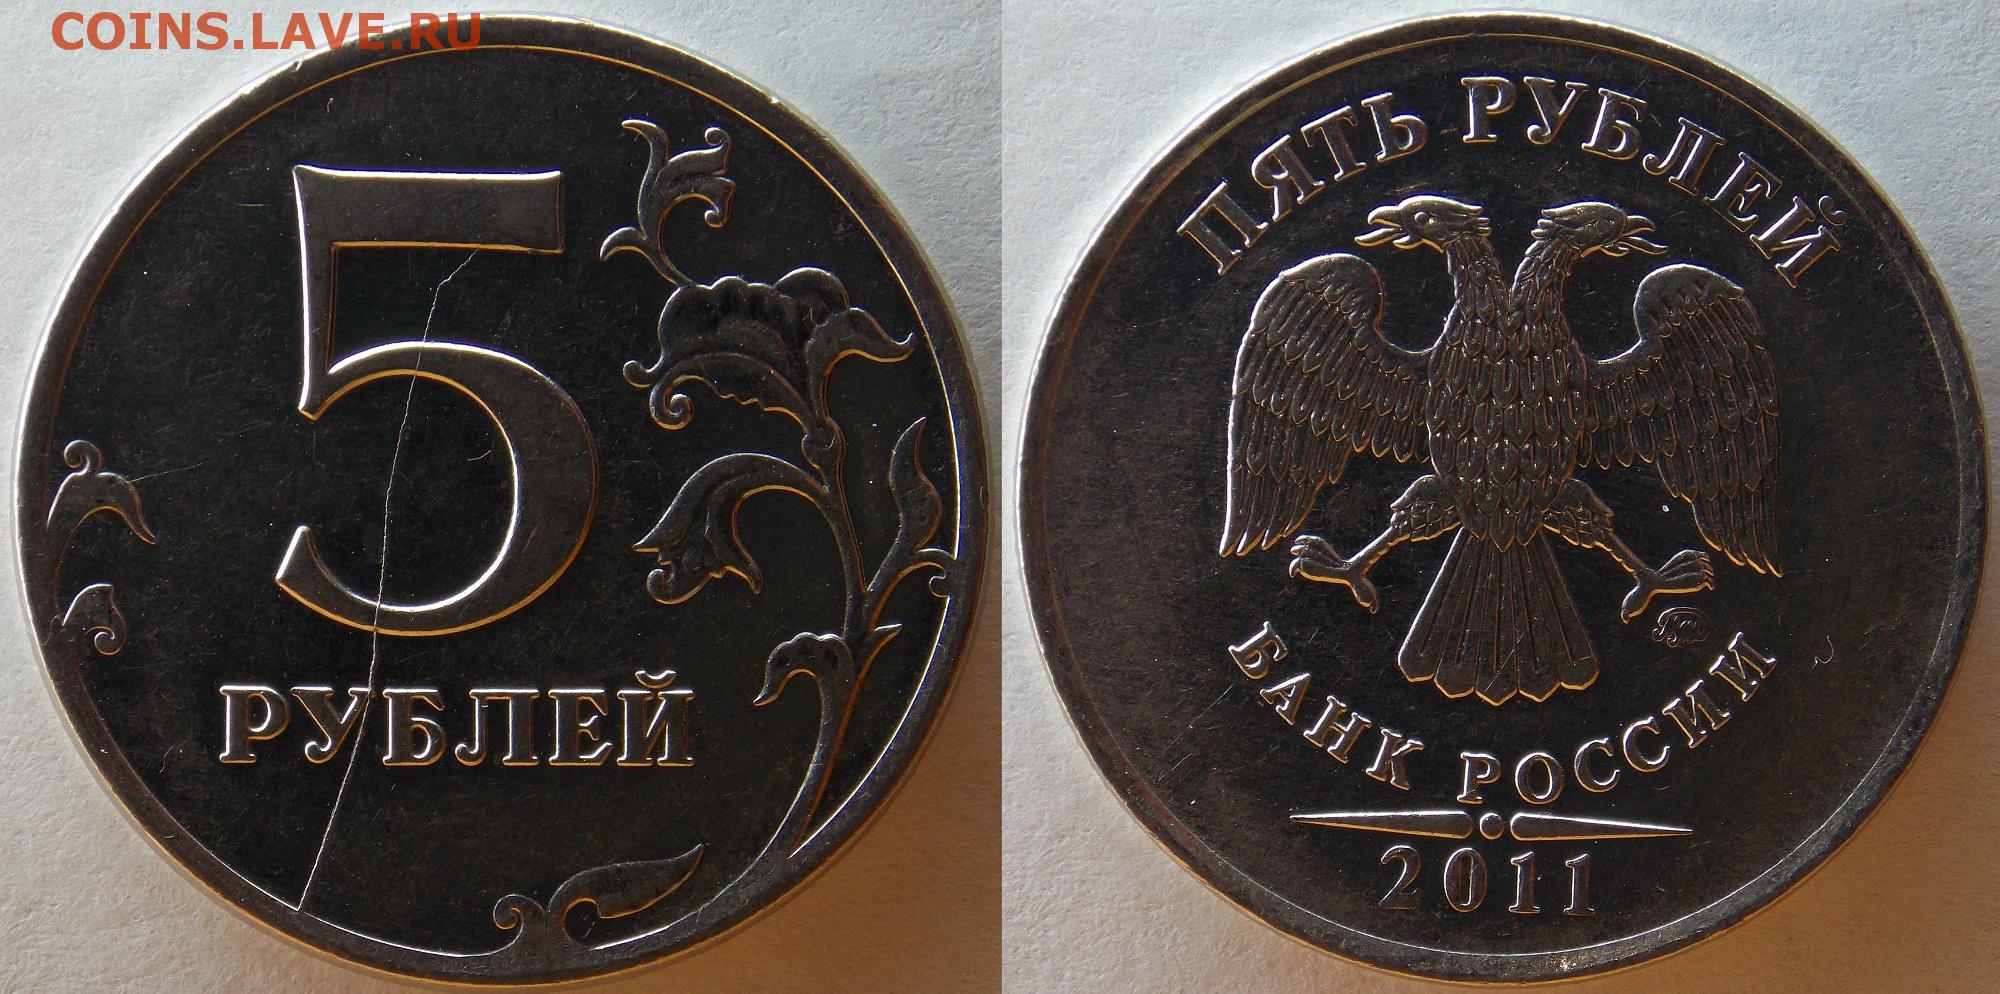 COINS.LAVE.RU
5
РУБЛЕЙ
ПЯТЬ РУБЛЕЙ
БАНК РОССИИ
2011